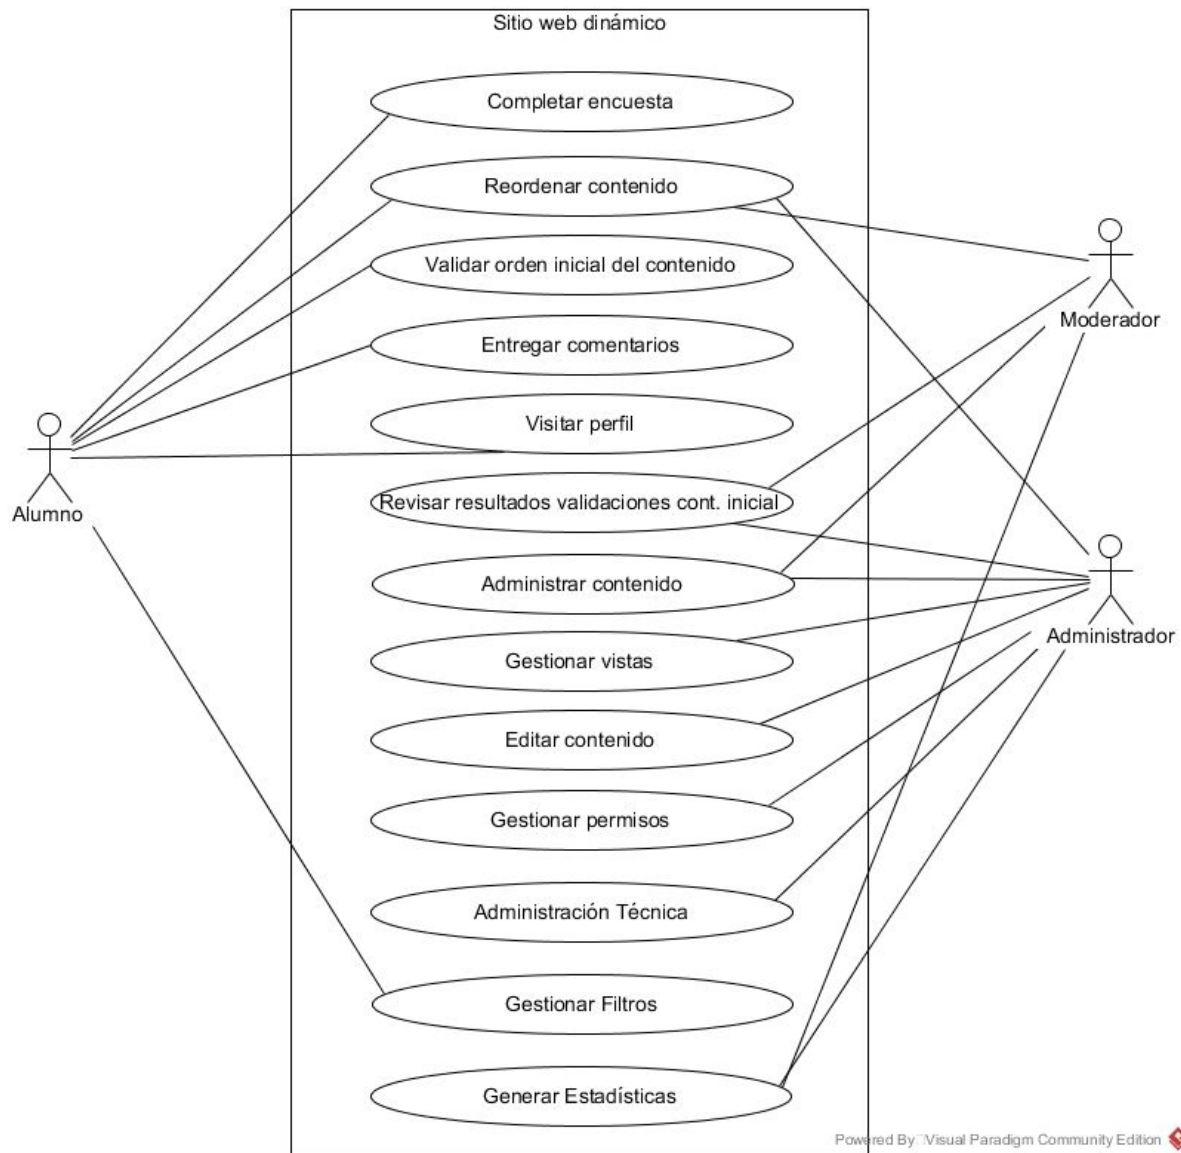 Sitio web dinámico
Completar encuesta
Reordenar contenido
Validar orden inicial del contenido
Moderador
Entregar comentarios
Visitar perfil
Revisar resultados validaciones cont. inicial
Alumno
Administrar contenido
Administrador
Gestionar vistas
Editar contenido
Gestionar permisos
Administración Técnica
Gestionar Filtros
Generar Estadísticas
Powered By Visual Paradigm Community Edition